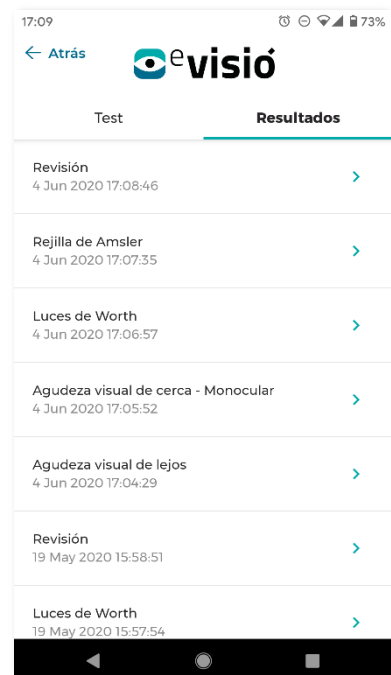 17:09 73%
Atrás
evisió
Test Resultados
Revisión
4 Jun 2020 17:08:46
Rejilla de Amsler
4 Jun 2020 17:07:35
Luces de Worth
4 Jun 2020 17:06:57
Agudeza visual de cerca - Monocular
4 Jun 2020 17:05:52
Agudeza visual de lejos
4 Jun 2020 17:04:29
Revisión
19 May 2020 15:58:51
Luces de Worth
19 May 2020 15:57:54